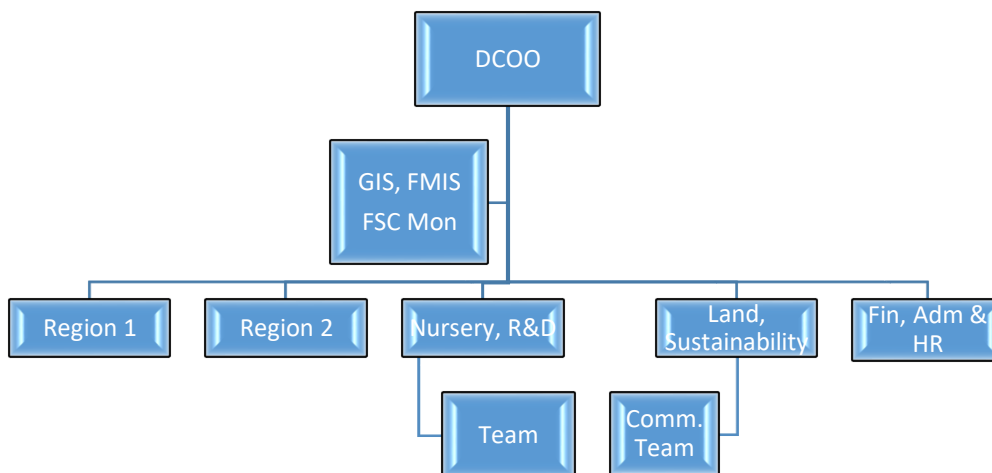 DCOO
GIS, FMIS
FSC Mon
Region 1
Region 2
Nursery, R&D
Land,
Sustainability
Fin, Adm &
HR
Team
Comm.
Team